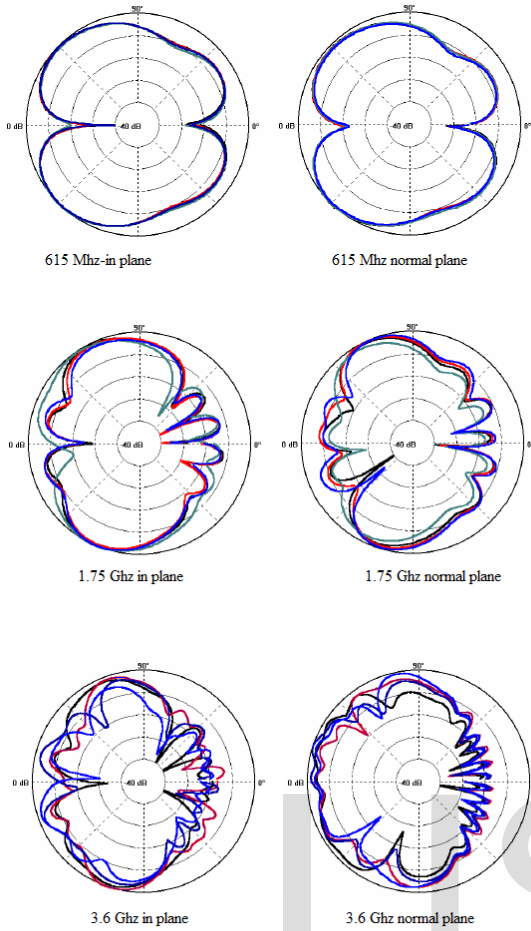 90° 90°
0 dB -40 dB 0° 0 dB -40 dB 0°
615 Mhz-in plane 615 Mhz normal plane
90° 90°
0 dB -40 dB 0° 0 dB -40 dB 0°
1.75 Ghz in plane 1.75 Ghz normal plane
90° 90°
0 dB -40 dB 0° 0 dB -40 dB 0°
3.6 Ghz in plane 3.6 Ghz normal plane